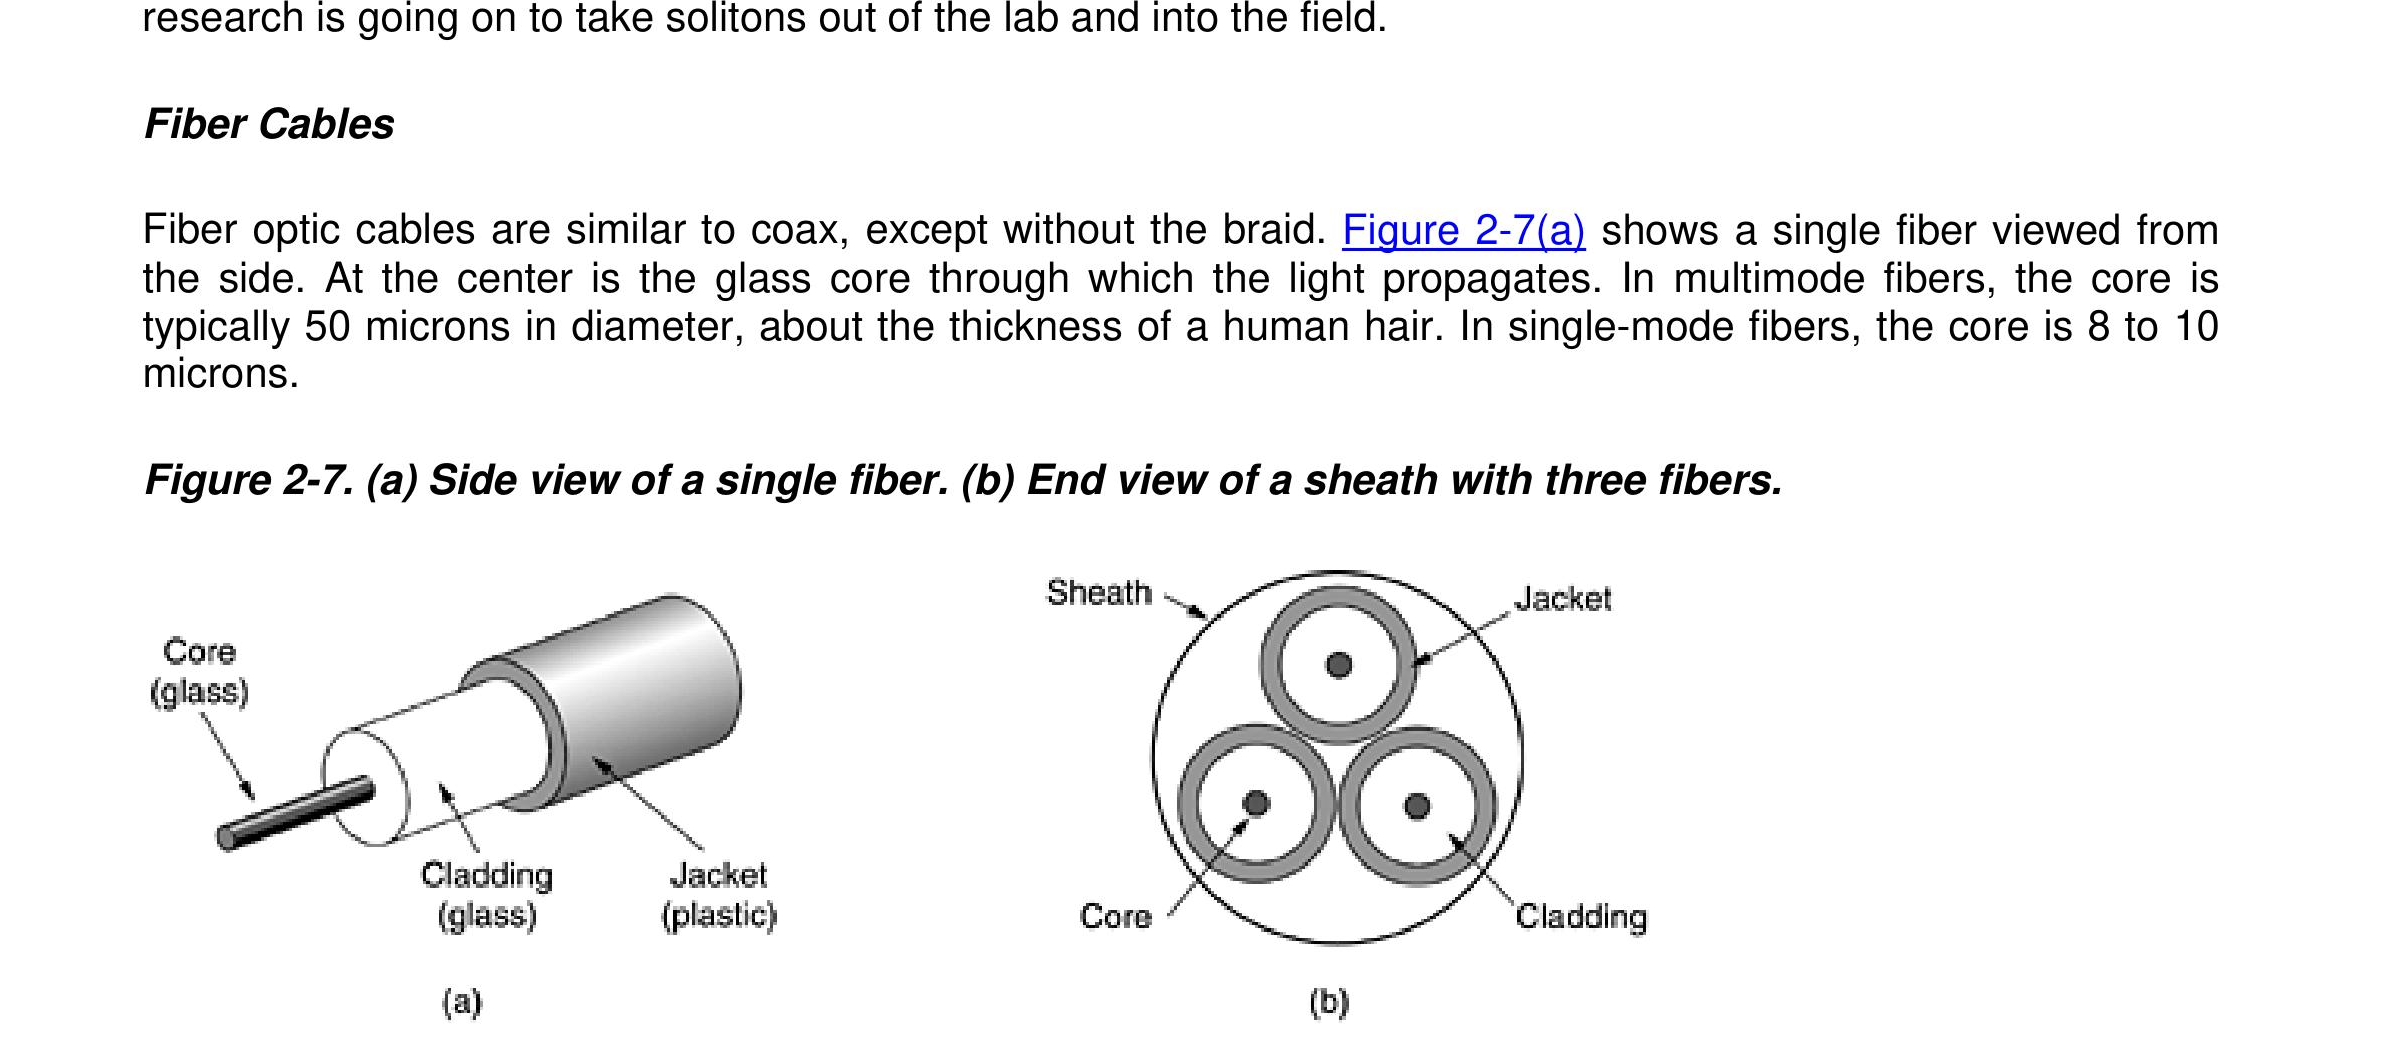 research is going on to take solitons out of the lab and into the field.
Fiber Cables
Fiber optic cables are similar to coax, except without the braid. Figure 2-7(a) shows a single fiber viewed from
the side. At the center is the glass core through which the light propagates. In multimode fibers, the core is
typically 50 microns in diameter, about the thickness of a human hair. In single-mode fibers, the core is 8 to 10
microns.
Figure 2-7. (a) Side view of a single fiber. (b) End view of a sheath with three fibers.
Core
(glass)
Cladding
(glass)
Jacket
(plastic)
(a)
Sheath
Jacket
Core
Cladding
(b)